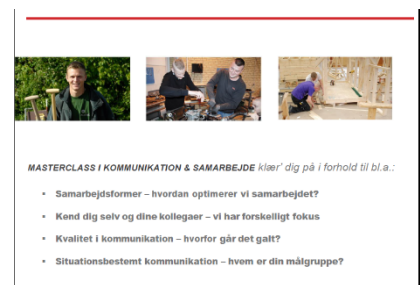 MASTERCLASS I KOMMUNIKATION & SAMARBEJDE klær' dig på i forhold til bl.a.:
▪ Samarbejdsformer – hvordan optimerer vi samarbejdet?
▪ Kend dig selv og dine kollegaer – vi har forskelligt fokus
▪ Kvalitet i kommunikation – hvorfor går det galt?
▪ Situationsbestemt kommunikation – hvem er din målgruppe?